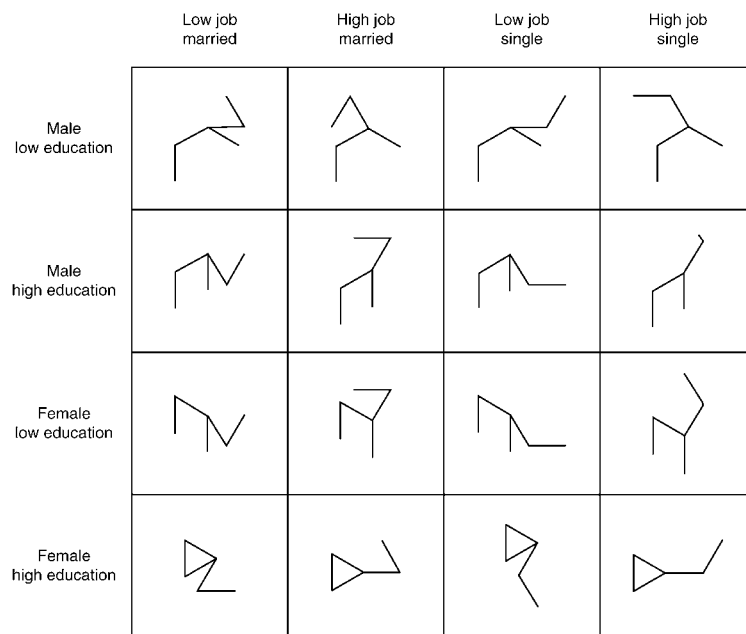 Low job
married
High job
married
Low job
single
High job
single
Male
low education
Male
high education
Female
low education
Female
high education